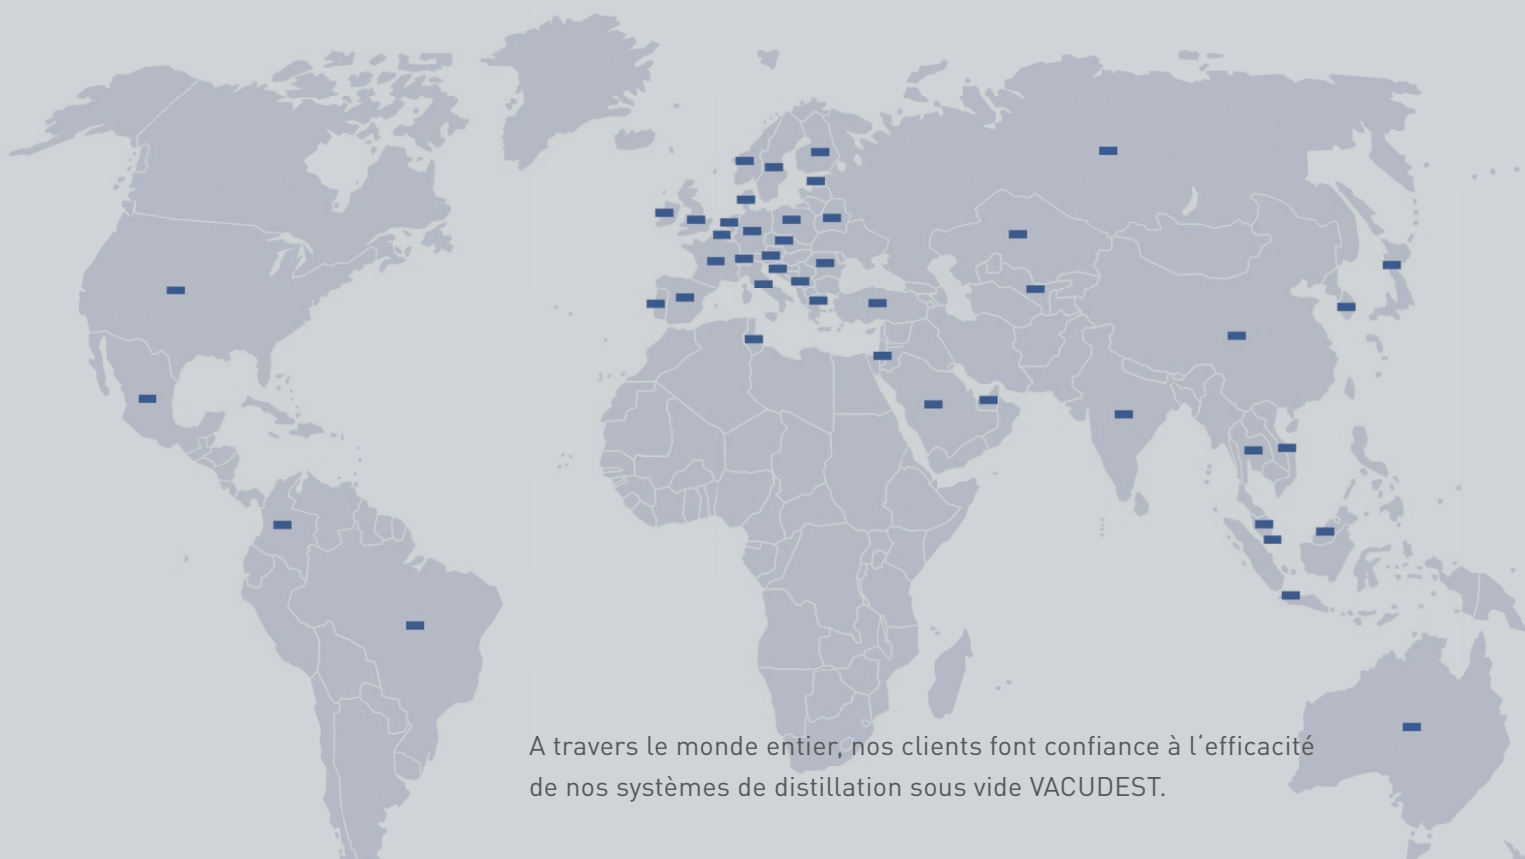 A travers le monde entier, nos clients font confiance à l‘efficacité
de nos systèmes de distillation sous vide VACUDEST.